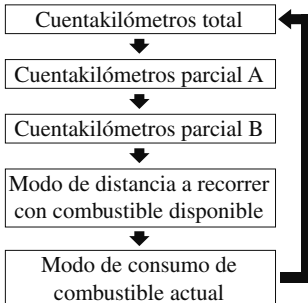 Cuentakilómetros total
Cuentakilómetros parcial A
Cuentakilómetros parcial B
Modo de distancia a recorrer
con combustible disponible
Modo de consumo de
combustible actual